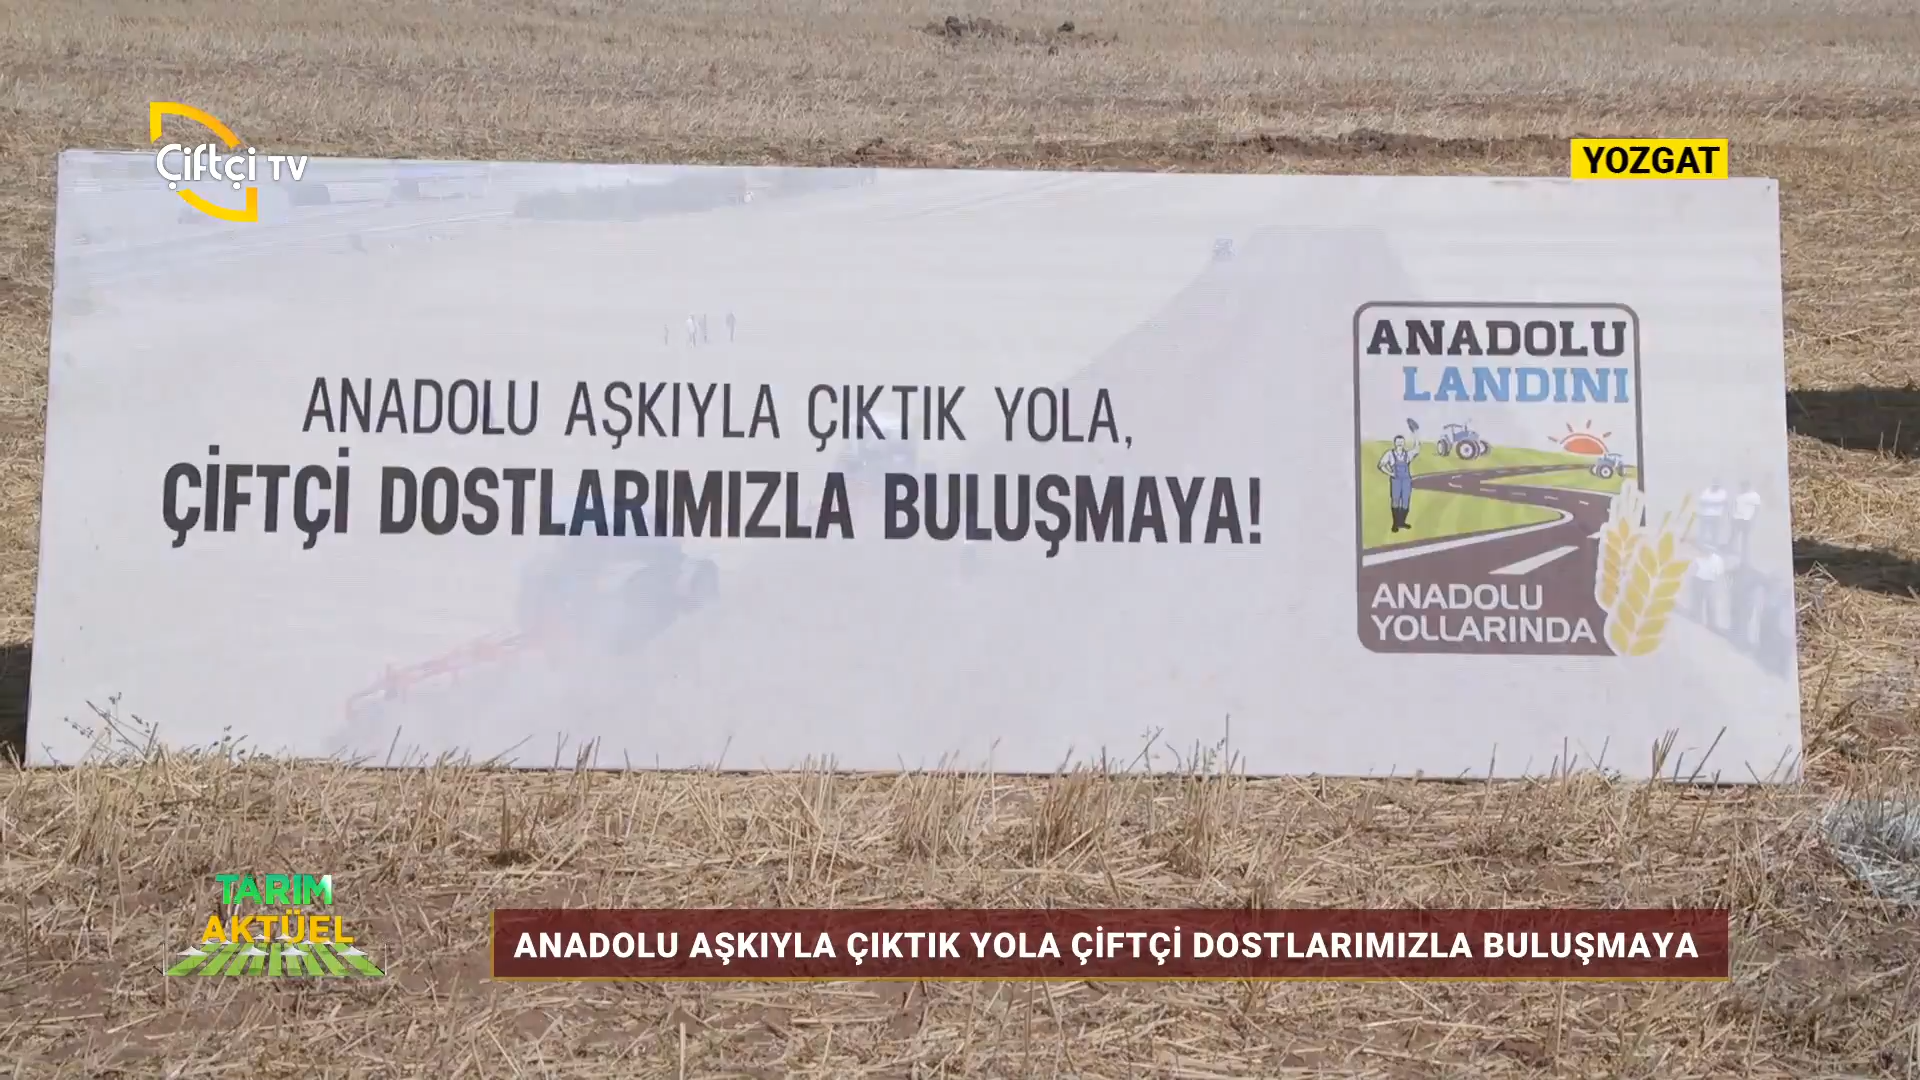 Çiftçi TV
YOZGAT
ANADOLU AŞKIYLA ÇIKTIK YOLA,
ÇİFTÇİ DOSTLARIMIZLA BULUŞMAYA!
ANADOLU
LANDINI
ANADOLU
YOLLARINDA
TARIM
AKTÜEL
ANADOLU AŞKIYLA ÇIKTIK YOLA ÇİFTÇİ DOSTLARIMIZLA BULUŞMAYA